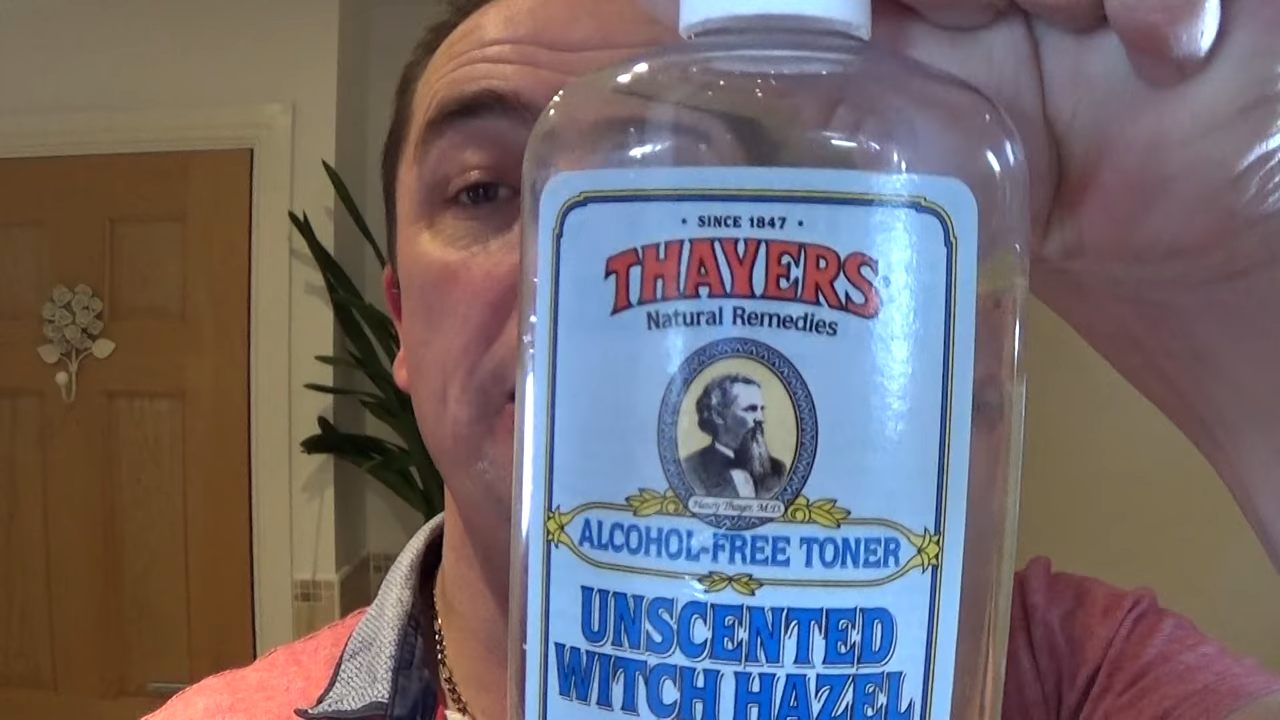 • SINCE 1847 •
THAYERS®
Natural Remedies
Henry Thayer, M.D.
ALCOHOL-FREE TONER
UNSCENTED
WITCH HAZEL